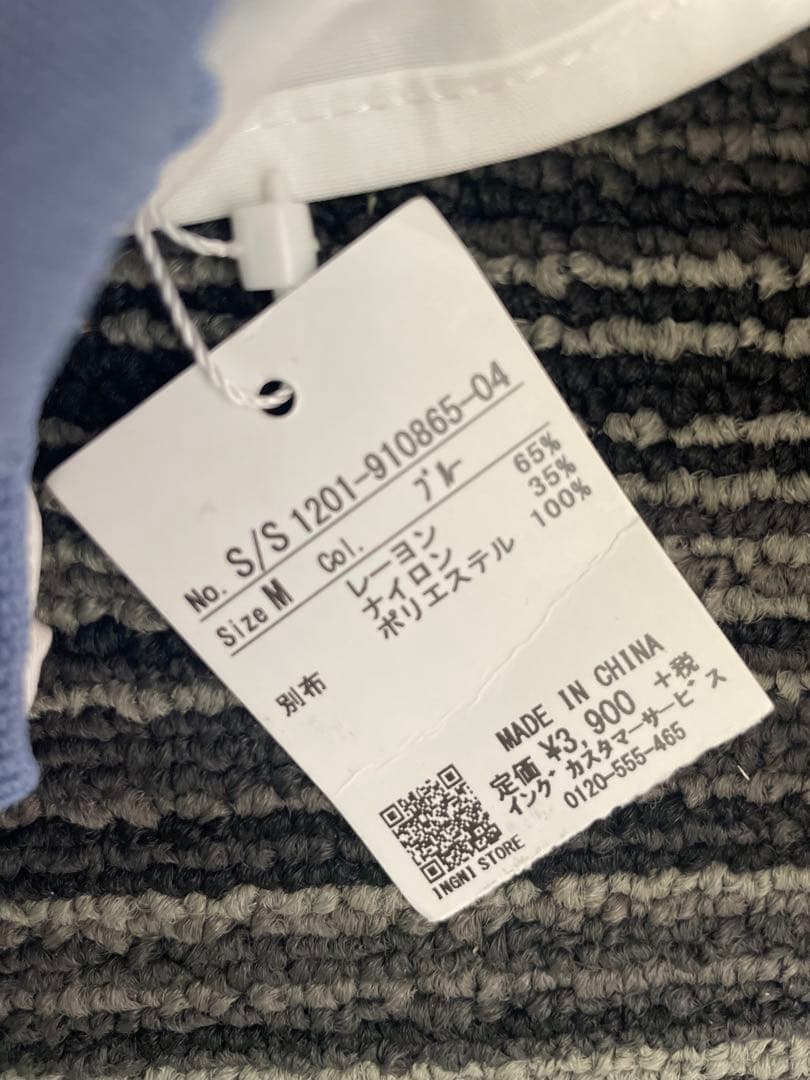 No. S/S 1201-910865-04
Size M Col. ブルー
レーヨン 65%
ナイロン 35%
別布 ポリエステル 100%
MADE IN CHINA
定価 ¥3,900 +税
イング カスタマーサービス
0120-555-465
INGNI STORE